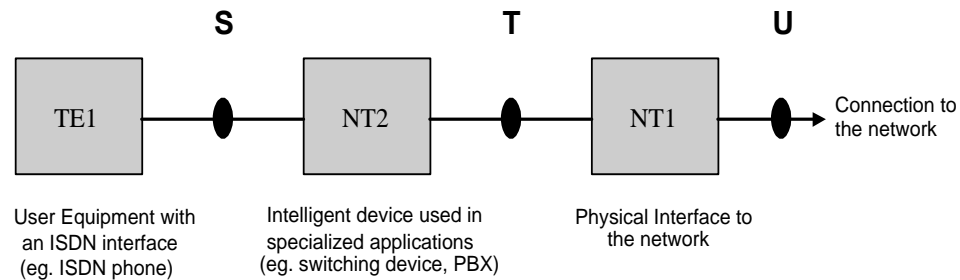 S
T
U
TE1
NT2
NT1
Connection to
the network
User Equipment with
an ISDN interface
(eg. ISDN phone)
Intelligent device used in
specialized applications
(eg. switching device, PBX)
Physical Interface to
the network